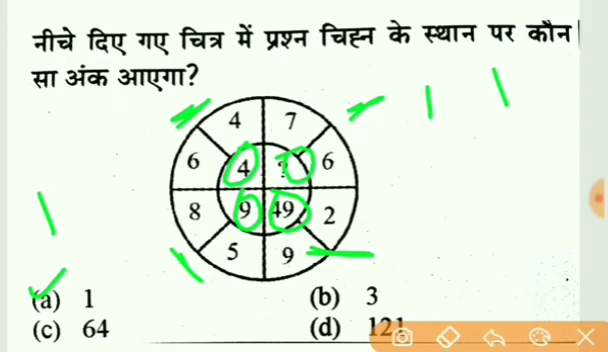 नीचे दिए गए चित्र में प्रश्न चिह्न के स्थान पर कौन
सा अंक आएगा?
4 7
6 4 ? 6
8 9 49 2
5 9
(a) 1 (b) 3
(c) 64 (d) 121